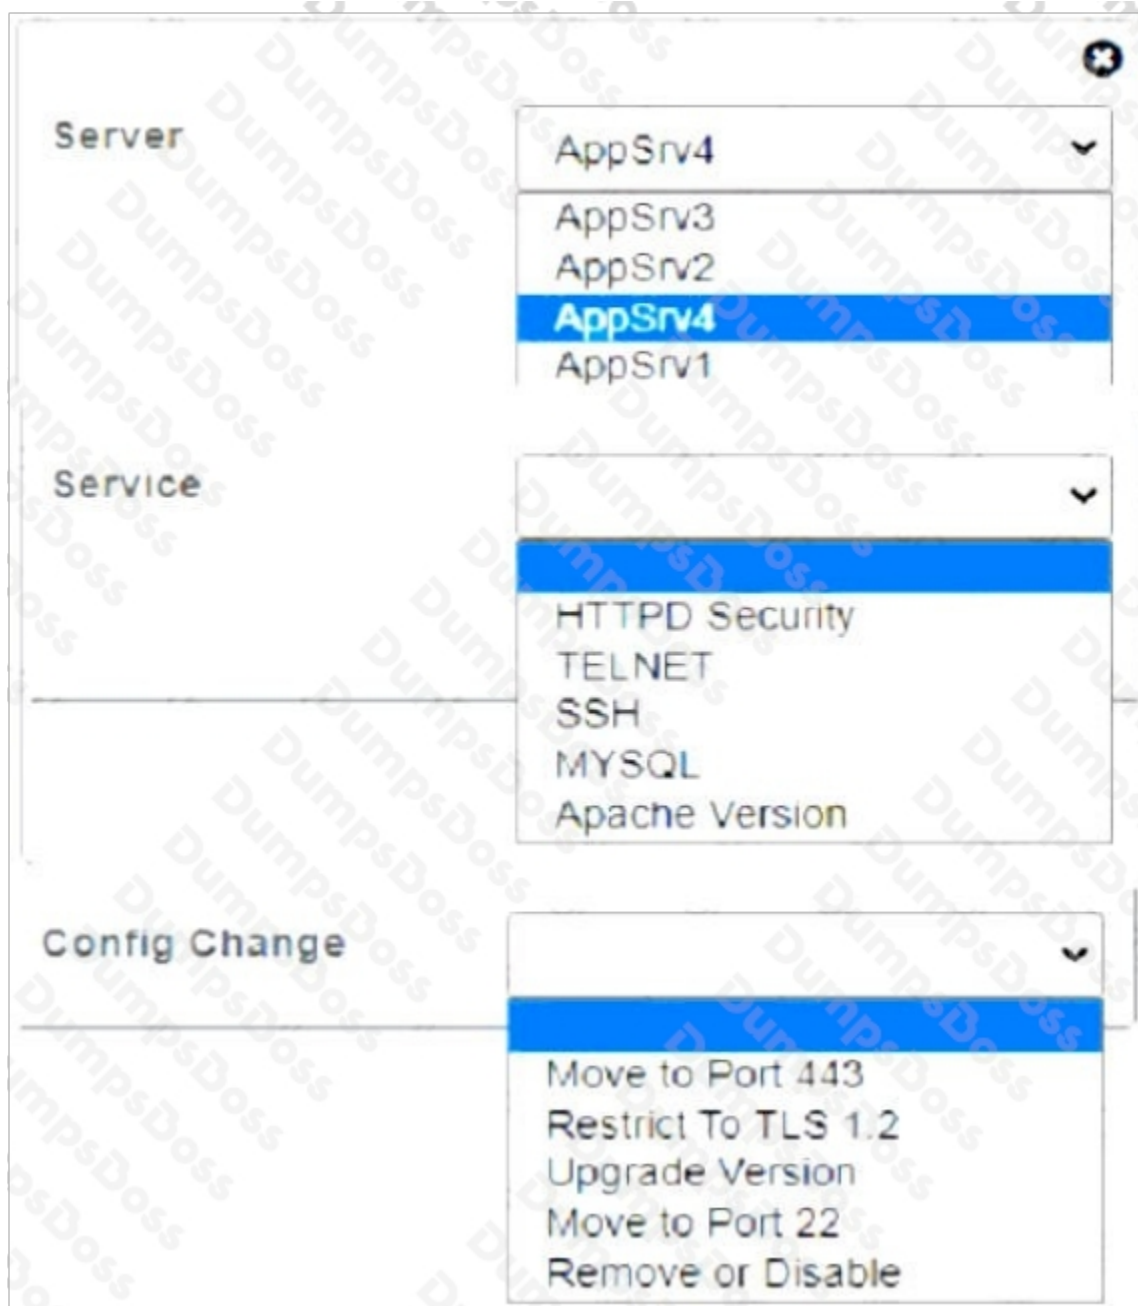 Server
AppSrv4
AppSrv3
AppSrv2
AppSrv4
AppSrv1
Service
HTTPD Security
TELNET
SSH
MYSQL
Apache Version
Config Change
Move to Port 443
Restrict To TLS 1.2
Upgrade Version
Move to Port 22
Remove or Disable
DumpsDoss